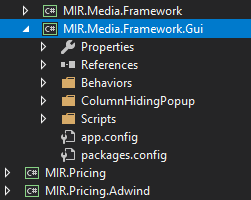 C# MIR.Media.Framework
C# MIR.Media.Framework.Gui
Properties
References
Behaviors
ColumnHidingPopup
Scripts
app.config
packages.config
C# MIR.Pricing
C# MIR.Pricing.Adwind